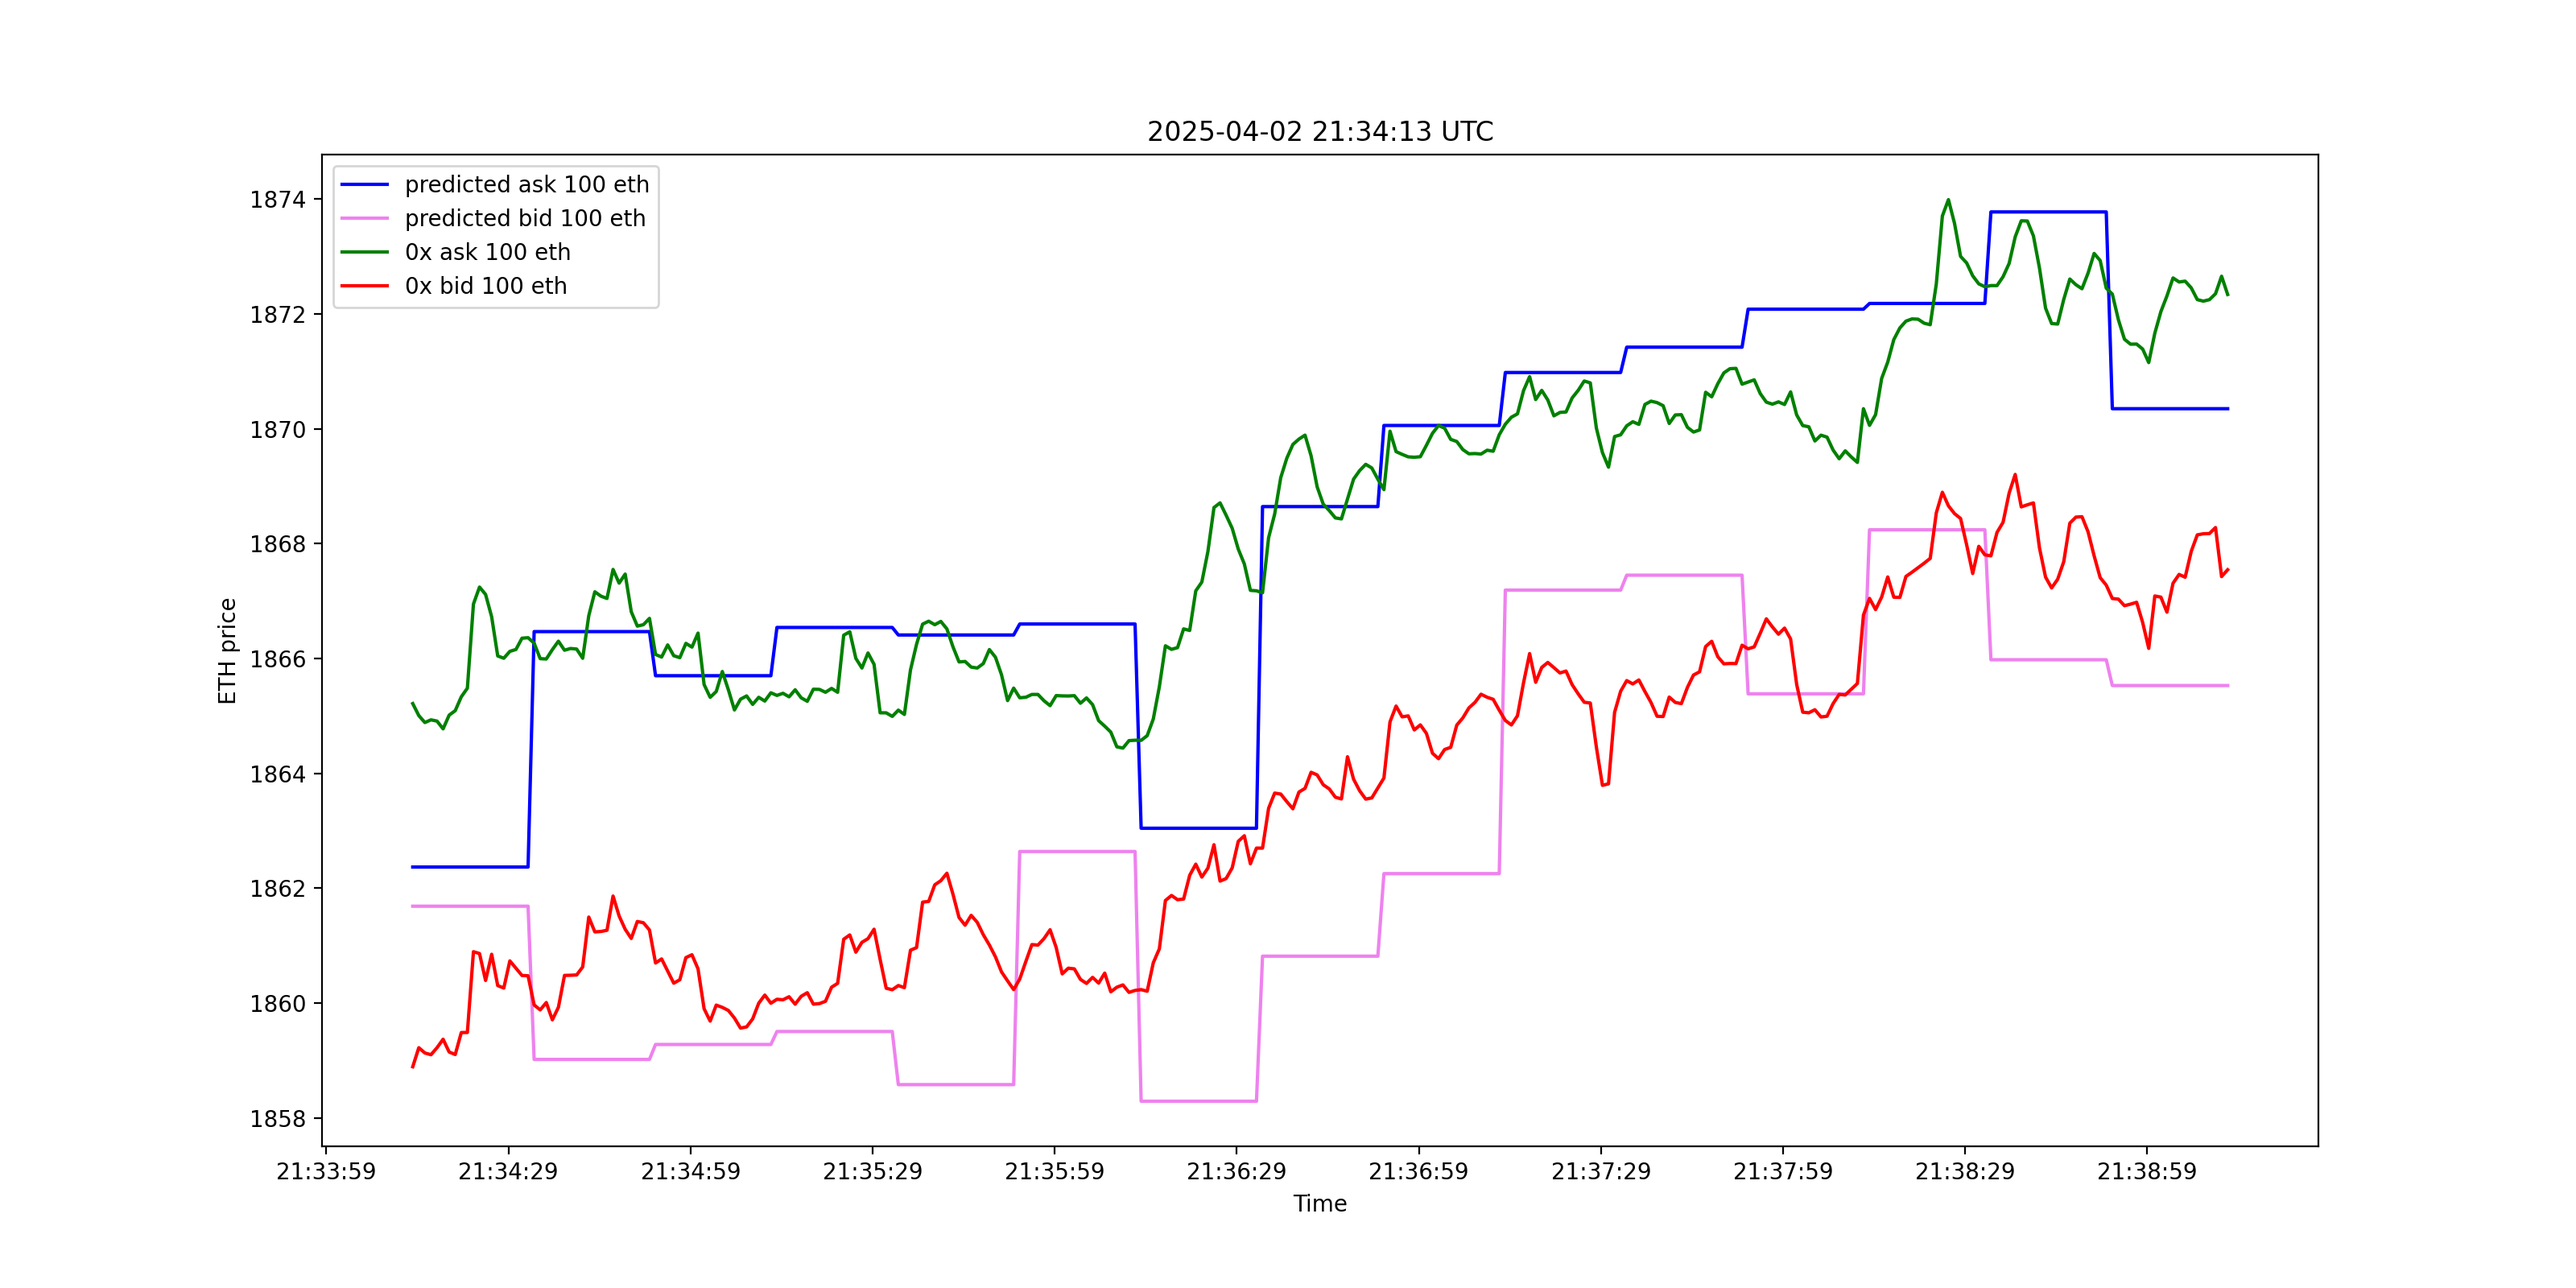 2025-04-02 21:34:13 UTC
predicted ask 100 eth
predicted bid 100 eth
0x ask 100 eth
0x bid 100 eth
ETH price
1874
1872
1870
1868
1866
1864
1862
1860
1858
21:33:59 21:34:29 21:34:59 21:35:29 21:35:59 21:36:29 21:36:59 21:37:29 21:37:59 21:38:29 21:38:59
Time